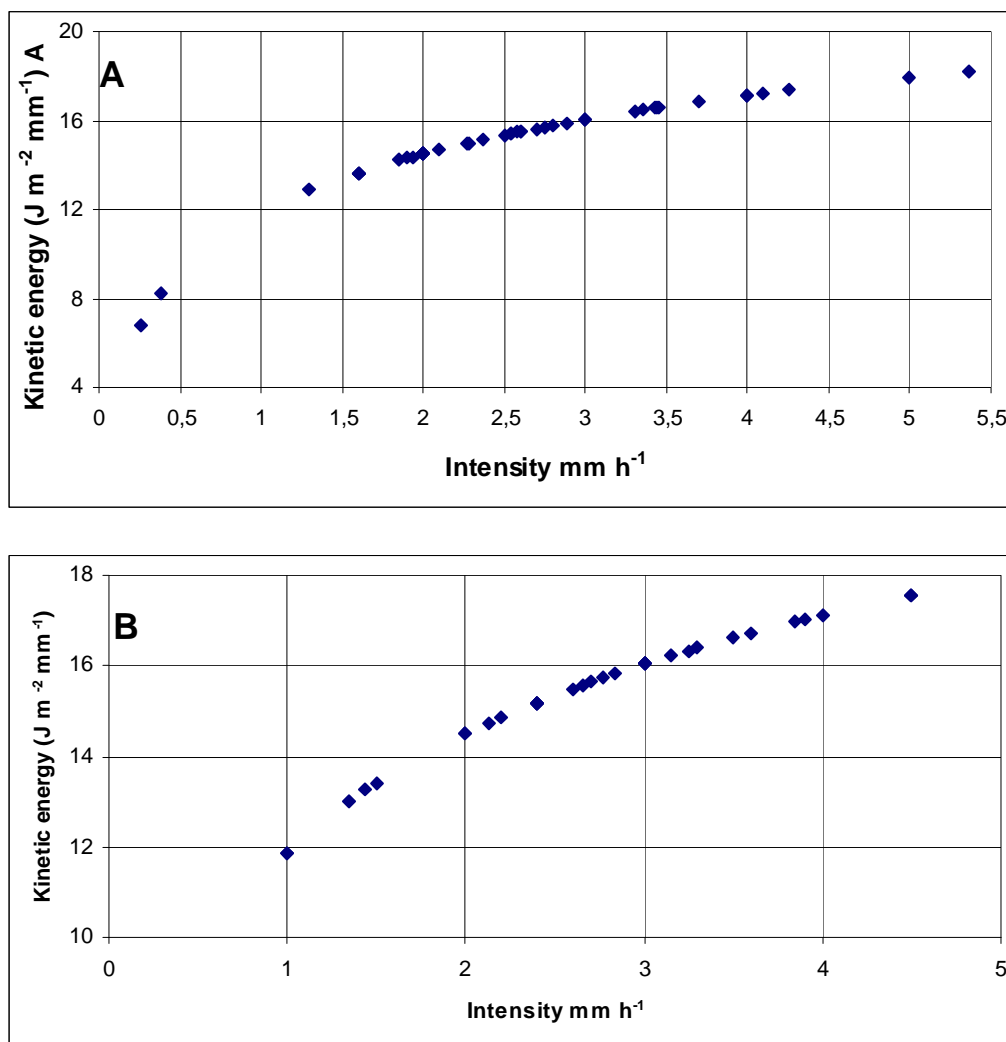 A
Kinetic energy (J m⁻² mm⁻¹) A
20
16
12
8
4
0 0,5 1 1,5 2 2,5 3 3,5 4 4,5 5 5,5
Intensity mm h⁻¹
B
Kinetic energy (J m⁻² mm⁻¹)
18
16
14
12
10
0 1 2 3 4 5
Intensity mm h⁻¹